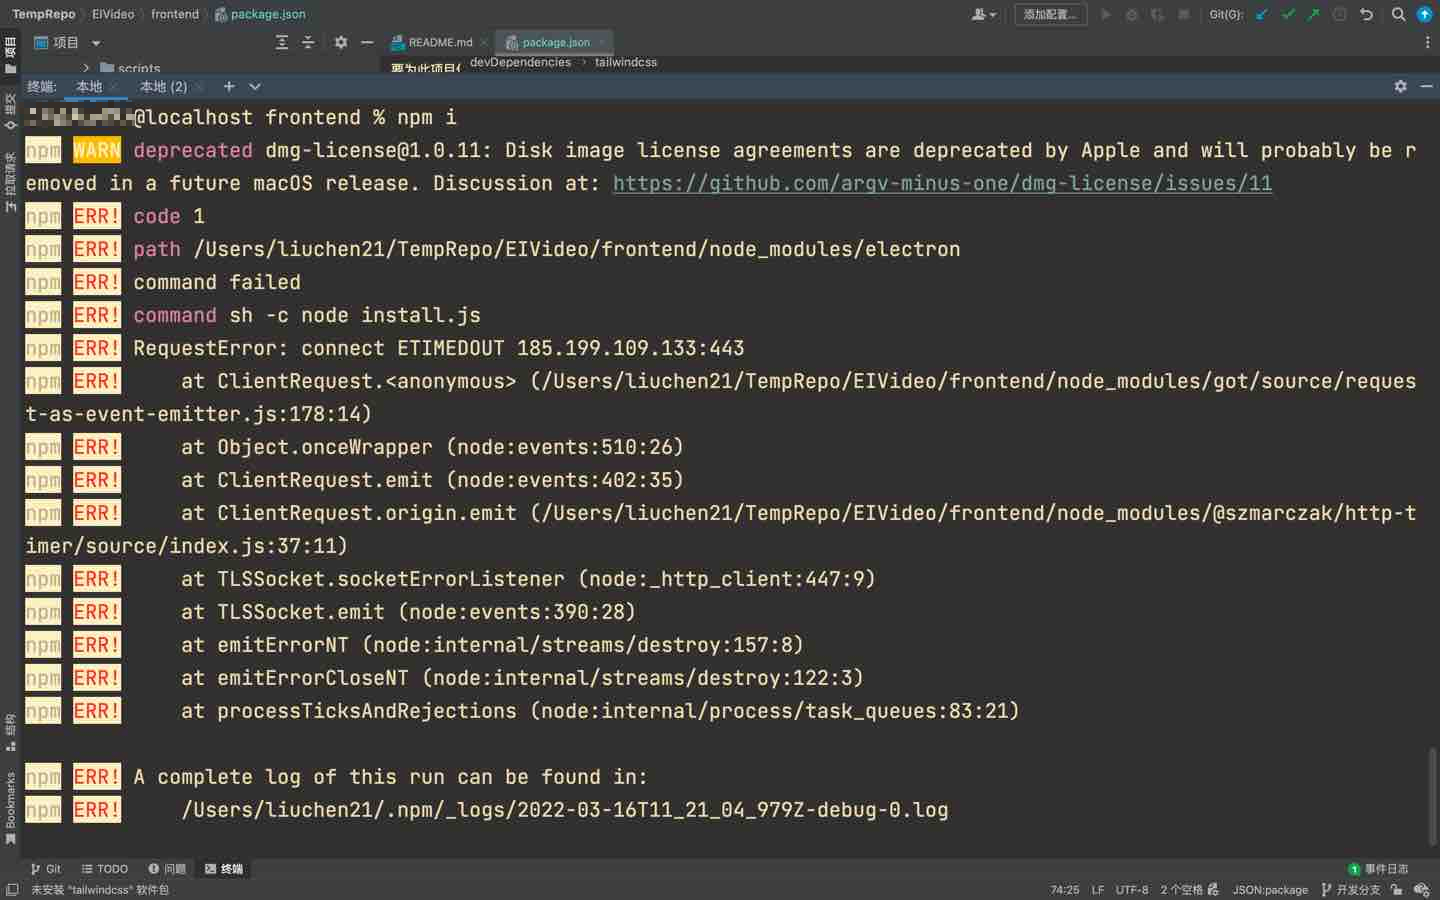 TempRepo EIVideo frontend package.json
添加配置... Git(G):
项目 README.md package.json
项目
scripts 要为此项目( devDependencies tailwindcss
终端: 本地 本地 (2)
提交
拉取请求
@localhost frontend % npm i
npm WARN deprecated dmg-license@1.0.11: Disk image license agreements are deprecated by Apple and will probably be r
emoved in a future macOS release. Discussion at: https://github.com/argv-minus-one/dmg-license/issues/11
npm ERR! code 1
npm ERR! path /Users/liuchen21/TempRepo/EIVideo/frontend/node_modules/electron
npm ERR! command failed
npm ERR! command sh -c node install.js
npm ERR! RequestError: connect ETIMEDOUT 185.199.109.133:443
npm ERR!     at ClientRequest.<anonymous> (/Users/liuchen21/TempRepo/EIVideo/frontend/node_modules/got/source/reques
t-as-event-emitter.js:178:14)
npm ERR!     at Object.onceWrapper (node:events:510:26)
npm ERR!     at ClientRequest.emit (node:events:402:35)
npm ERR!     at ClientRequest.origin.emit (/Users/liuchen21/TempRepo/EIVideo/frontend/node_modules/@szmarczak/http-t
imer/source/index.js:37:11)
npm ERR!     at TLSSocket.socketErrorListener (node:_http_client:447:9)
npm ERR!     at TLSSocket.emit (node:events:390:28)
npm ERR!     at emitErrorNT (node:internal/streams/destroy:157:8)
npm ERR!     at emitErrorCloseNT (node:internal/streams/destroy:122:3)
npm ERR!     at processTicksAndRejections (node:internal/process/task_queues:83:21)
npm ERR! A complete log of this run can be found in:
npm ERR!     /Users/liuchen21/.npm/_logs/2022-03-16T11_21_04_979Z-debug-0.log
结构
Bookmarks
Git TODO 问题 终端 1 事件日志
未安装 "tailwindcss" 软件包 74:25 LF UTF-8 2 个空格 JSON:package 开发分支